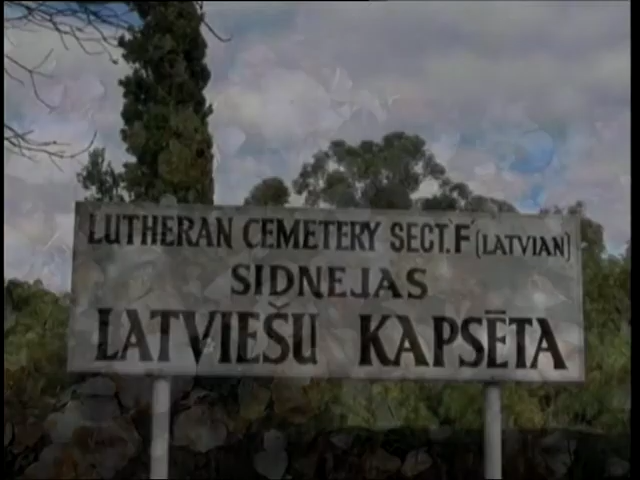 LUTHERAN CEMETERY SECT.F (LATVIAN)
SIDNEJAS
LATVIEŠU KAPSĒTA